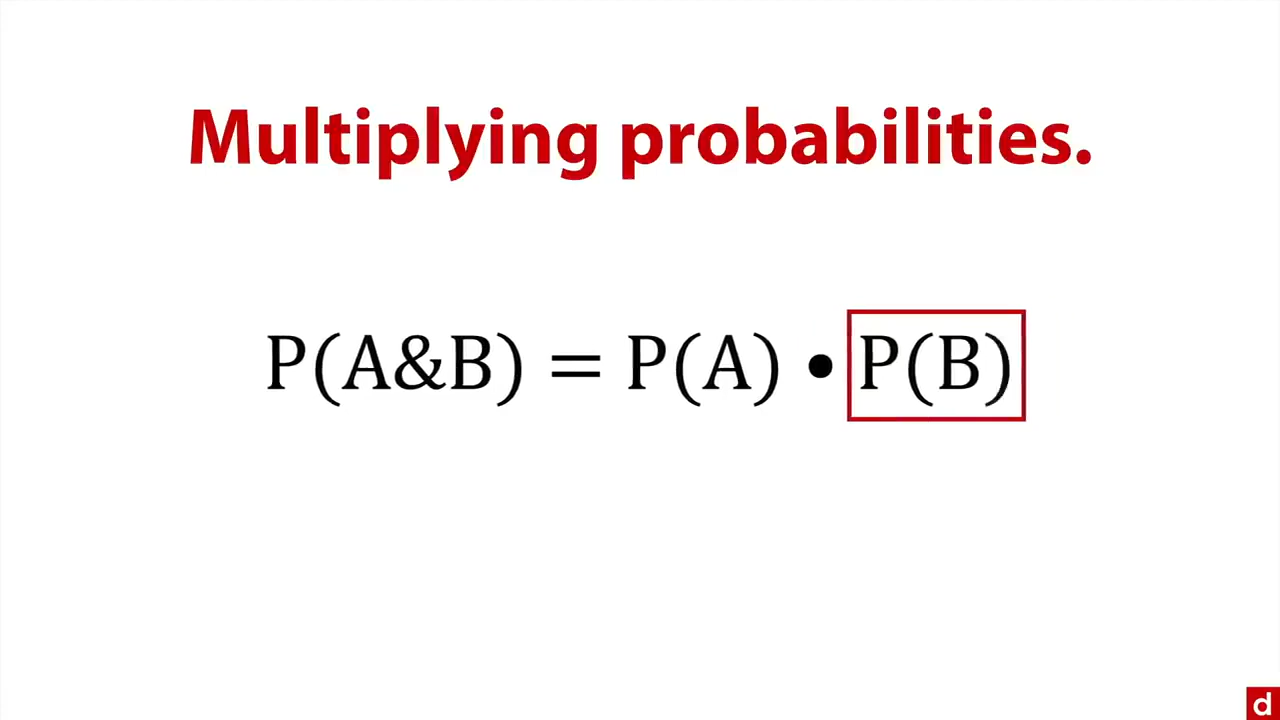 Multiplying probabilities.
P(A&B) = P(A) • P(B)
d